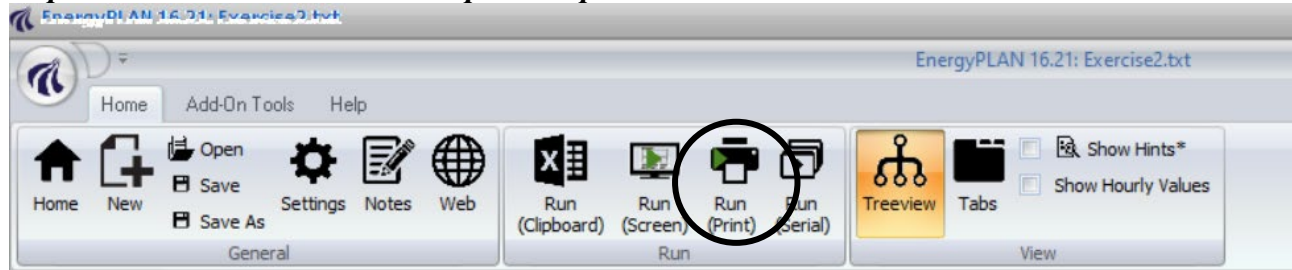 EnergyPLAN 16.21: Exercise2.txt
EnergyPLAN 16.21: Exercise2.txt
Home Add-On Tools Help
Home
New
Open
Save
Save As
Settings
Notes
Web
General
Run
(Clipboard)
Run
(Screen)
Run
(Print)
Run
(Serial)
Run
Treeview
Tabs
Show Hints*
Show Hourly Values
View